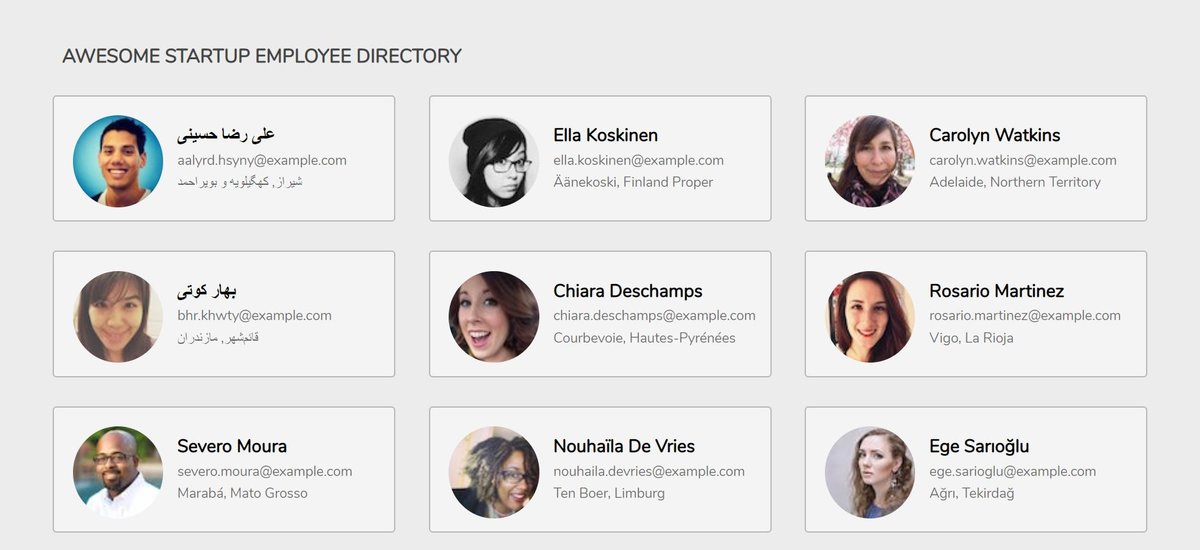 AWESOME STARTUP EMPLOYEE DIRECTORY
علی رضا حسینی
aalyrd.hsyny@example.com
شیراز, کهگیلویه و بویراحمد
Ella Koskinen
ella.koskinen@example.com
Äänekoski, Finland Proper
Carolyn Watkins
carolyn.watkins@example.com
Adelaide, Northern Territory
بهار کوتی
bhr.khwty@example.com
قائم‌شهر, مازندران
Chiara Deschamps
chiara.deschamps@example.com
Courbevoie, Hautes-Pyrénées
Rosario Martinez
rosario.martinez@example.com
Vigo, La Rioja
Severo Moura
severo.moura@example.com
Marabá, Mato Grosso
Nouhaïla De Vries
nouhaila.devries@example.com
Ten Boer, Limburg
Ege Sarıoğlu
ege.sarioglu@example.com
Ağrı, Tekirdağ